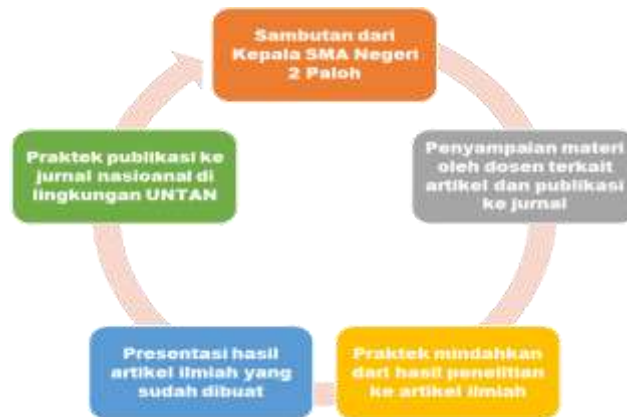 Sambutan dari
Kepala SMA Negeri
2 Paloh
Penyampaian materi
oleh dosen terkait
artikel dan publikasi
ke jurnal
Praktek mindahkan
dari hasil penelitian
ke artikel ilmiah
Presentasi hasil
artikel ilmiah yang
sudah dibuat
Praktek publikasi ke
jurnal nasioanal di
lingkungan UNTAN